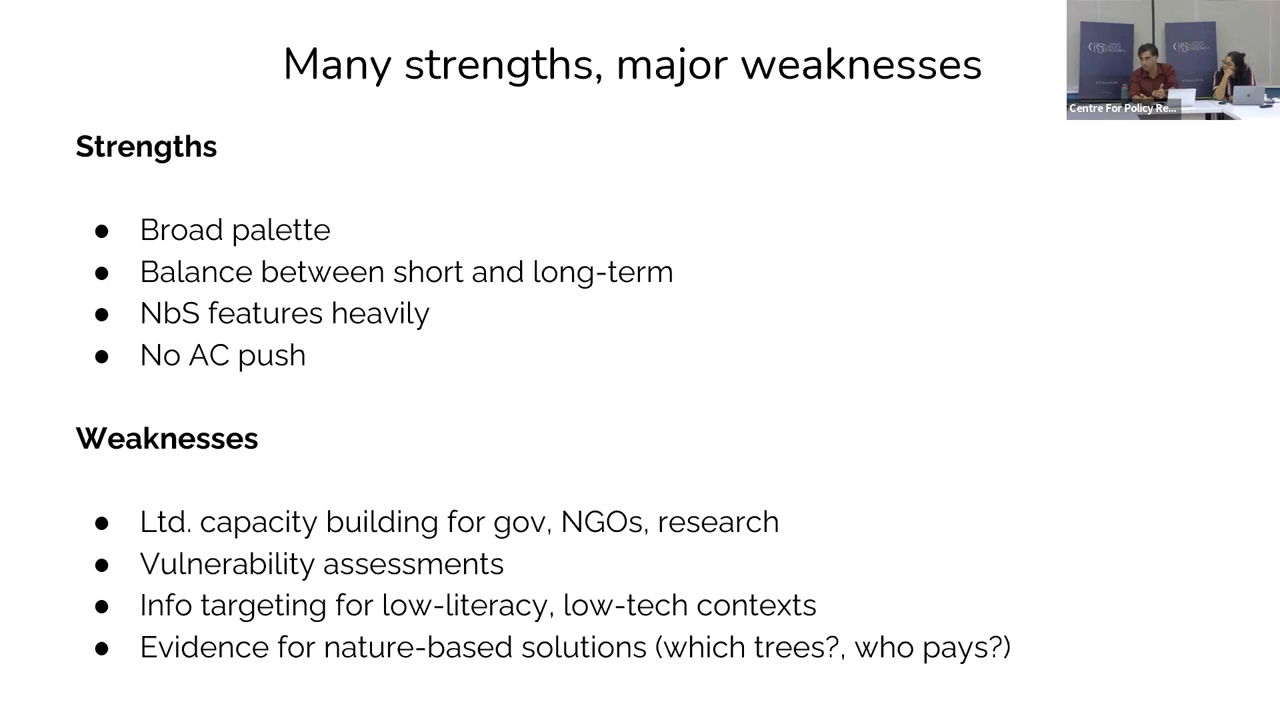 Many strengths, major weaknesses
Centre For Policy Re...
Strengths
● Broad palette
● Balance between short and long-term
● NbS features heavily
● No AC push
Weaknesses
● Ltd. capacity building for gov, NGOs, research
● Vulnerability assessments
● Info targeting for low-literacy, low-tech contexts
● Evidence for nature-based solutions (which trees?, who pays?)